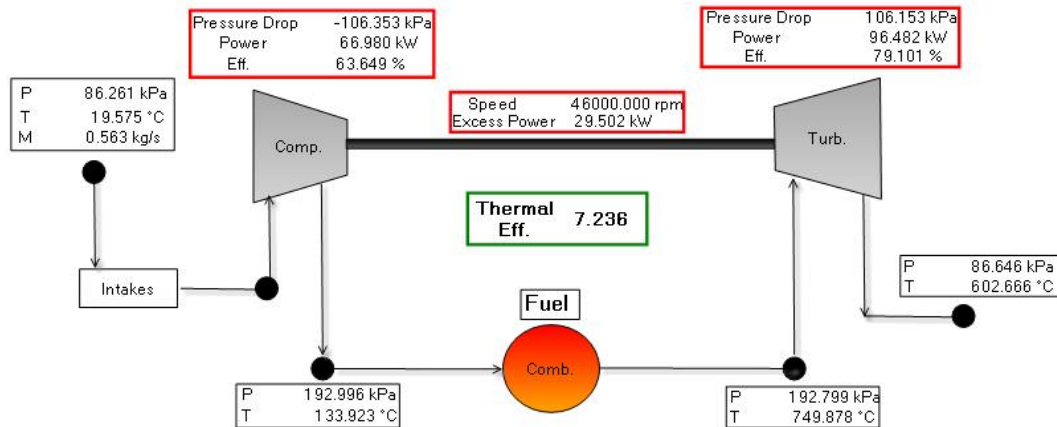 Pressure Drop -106.353 kPa
Power 66.980 kW
Eff. 63.649 %
Pressure Drop 106.153 kPa
Power 96.482 kW
Eff. 79.101 %
P 86.261 kPa
T 19.575 °C
M 0.563 kg/s
Speed 46000.000 rpm
Excess Power 29.502 kW
Comp.
Turb.
Thermal
Eff. 7.236
Intakes
P 86.646 kPa
T 602.666 °C
Fuel
Comb.
P 192.996 kPa
T 133.923 °C
P 192.799 kPa
T 749.878 °C